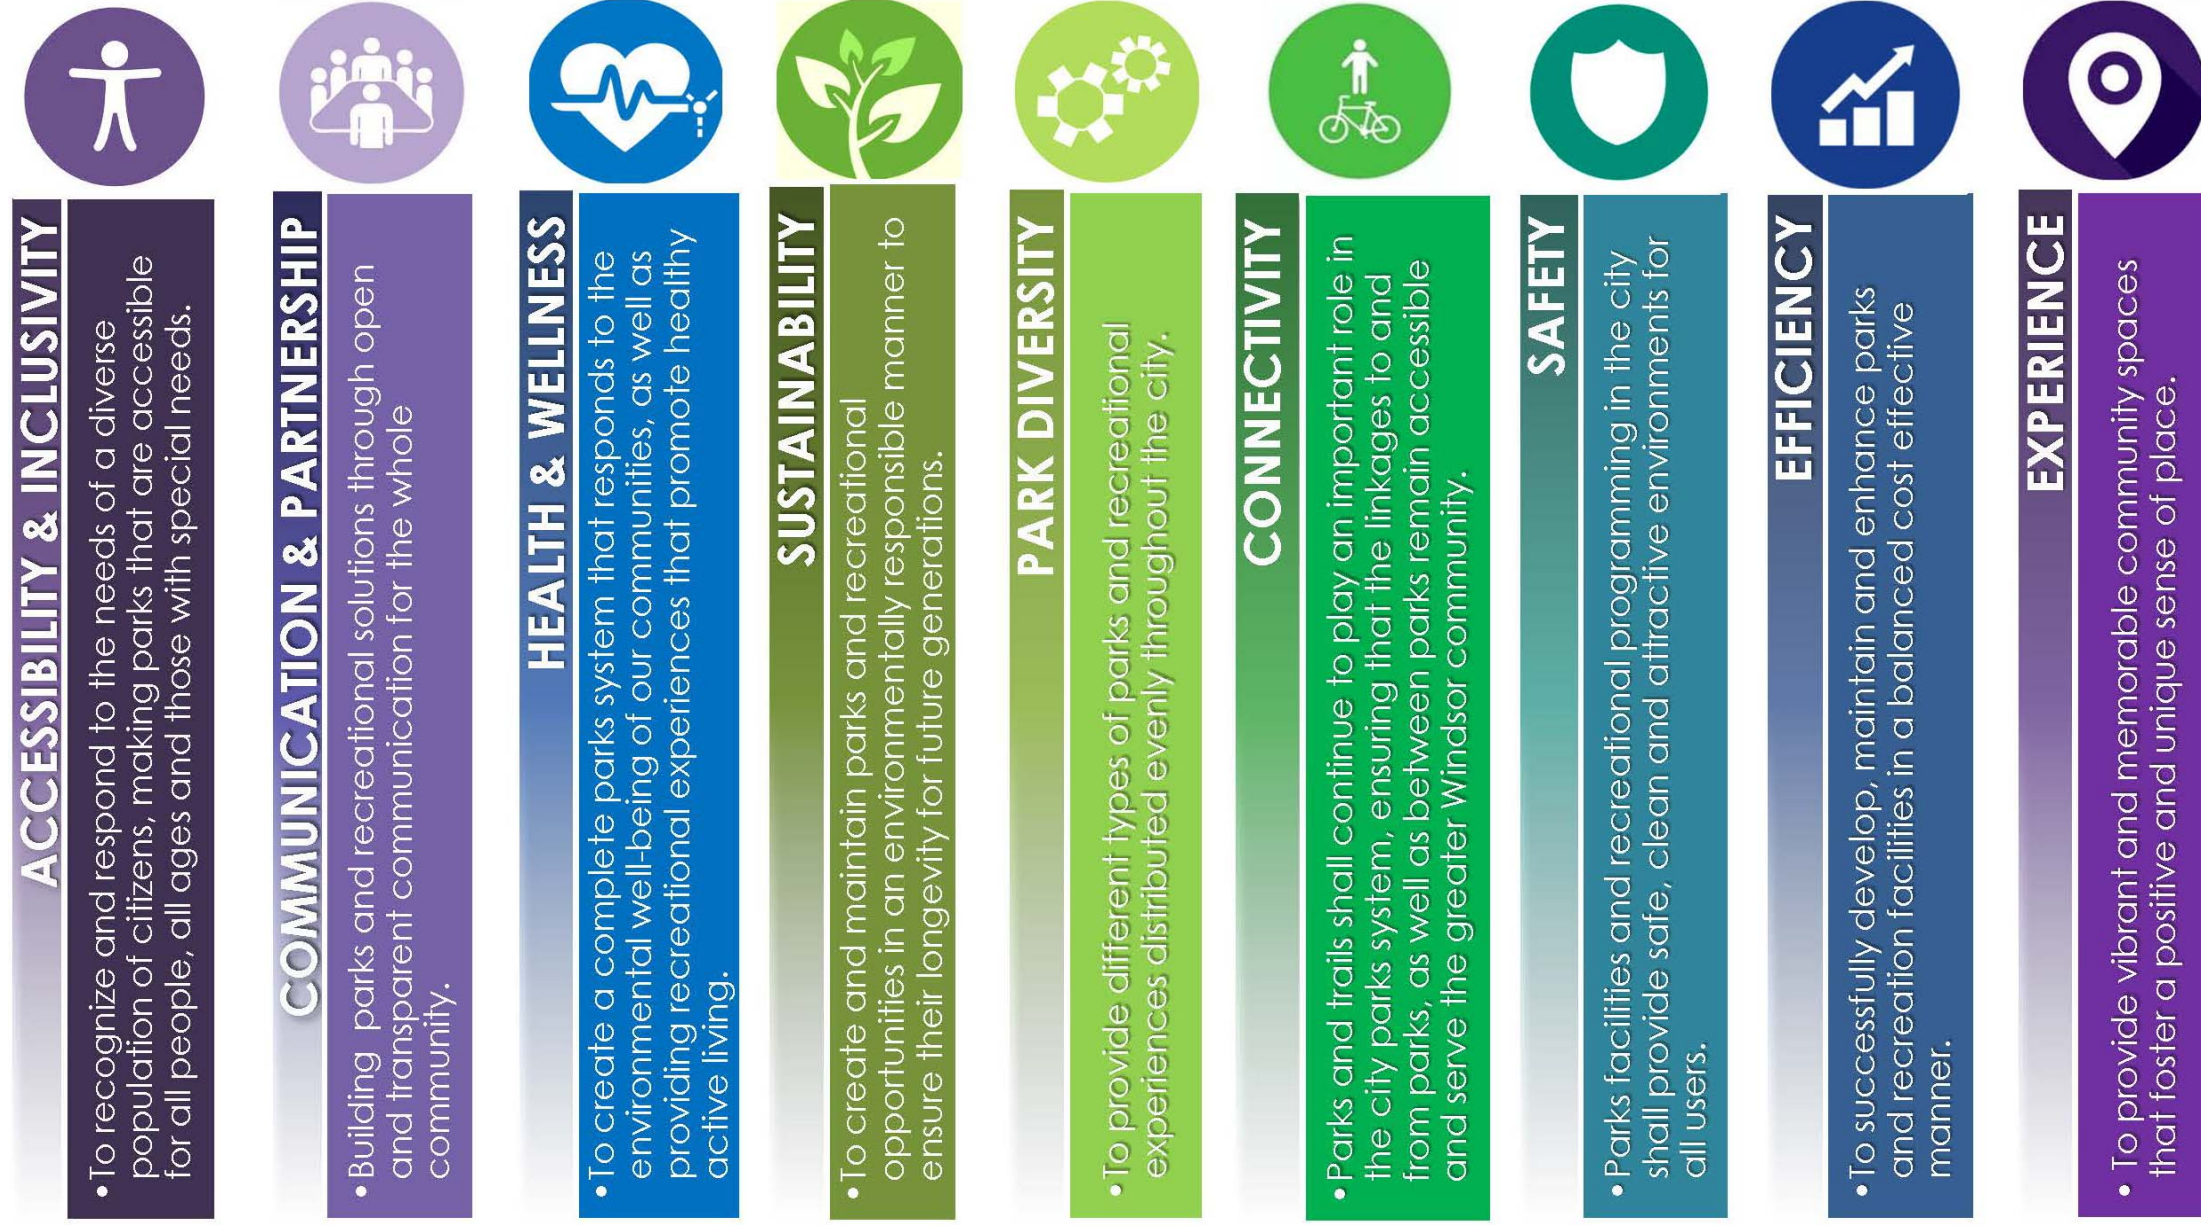 ACCESSIBILITY & INCLUSIVITY
•To recognize and respond to the needs of a diverse
population of citizens, making parks that are accessible
for all people, all ages and those with special needs.
COMMUNICATION & PARTNERSHIP
•Building parks and recreational solutions through open
and transparent communication for the whole
community.
HEALTH & WELLNESS
•To create a complete parks system that responds to the
environmental well-being of our communities, as well as
providing recreational experiences that promote healthy
active living.
SUSTAINABILITY
•To create and maintain parks and recreational
opportunities in an environmentally responsible manner to
ensure their longevity for future generations.
PARK DIVERSITY
•To provide different types of parks and recreational
experiences distributed evenly throughout the city.
CONNECTIVITY
•Parks and trails shall continue to play an important role in
the city parks system, ensuring that the linkages to and
from parks, as well as between parks remain accessible
and serve the greater Windsor community.
SAFETY
•Parks facilities and recreational programming in the city
shall provide safe, clean and attractive environments for
all users.
EFFICIENCY
•To successfully develop, maintain and enhance parks
and recreation facilities in a balanced cost effective
manner.
EXPERIENCE
• To provide vibrant and memorable community spaces
that foster a positive and unique sense of place.